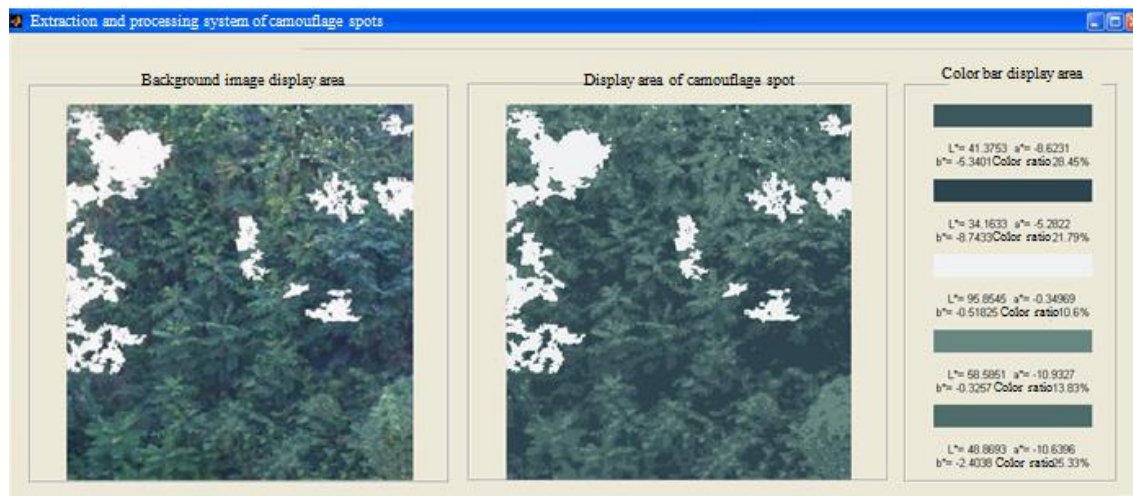 Extraction and processing system of camouflage spots
Background image display area
Display area of camouflage spot
Color bar display area
L*= 41.3753 a*= -8.6231
b*= -5.3401Color ratio28.45%
L*= 34.1633 a*= -5.2822
b*= -8.7433Color ratio21.79%
L*= 95.8545 a*= -0.34969
b*= -0.51825 Color ratio10.6%
L*= 58.5851 a*= -10.9327
b*= -0.3257 Color ratio13.83%
L*= 48.8693 a*= -10.6396
b*= -2.4038 Color ratio25.33%